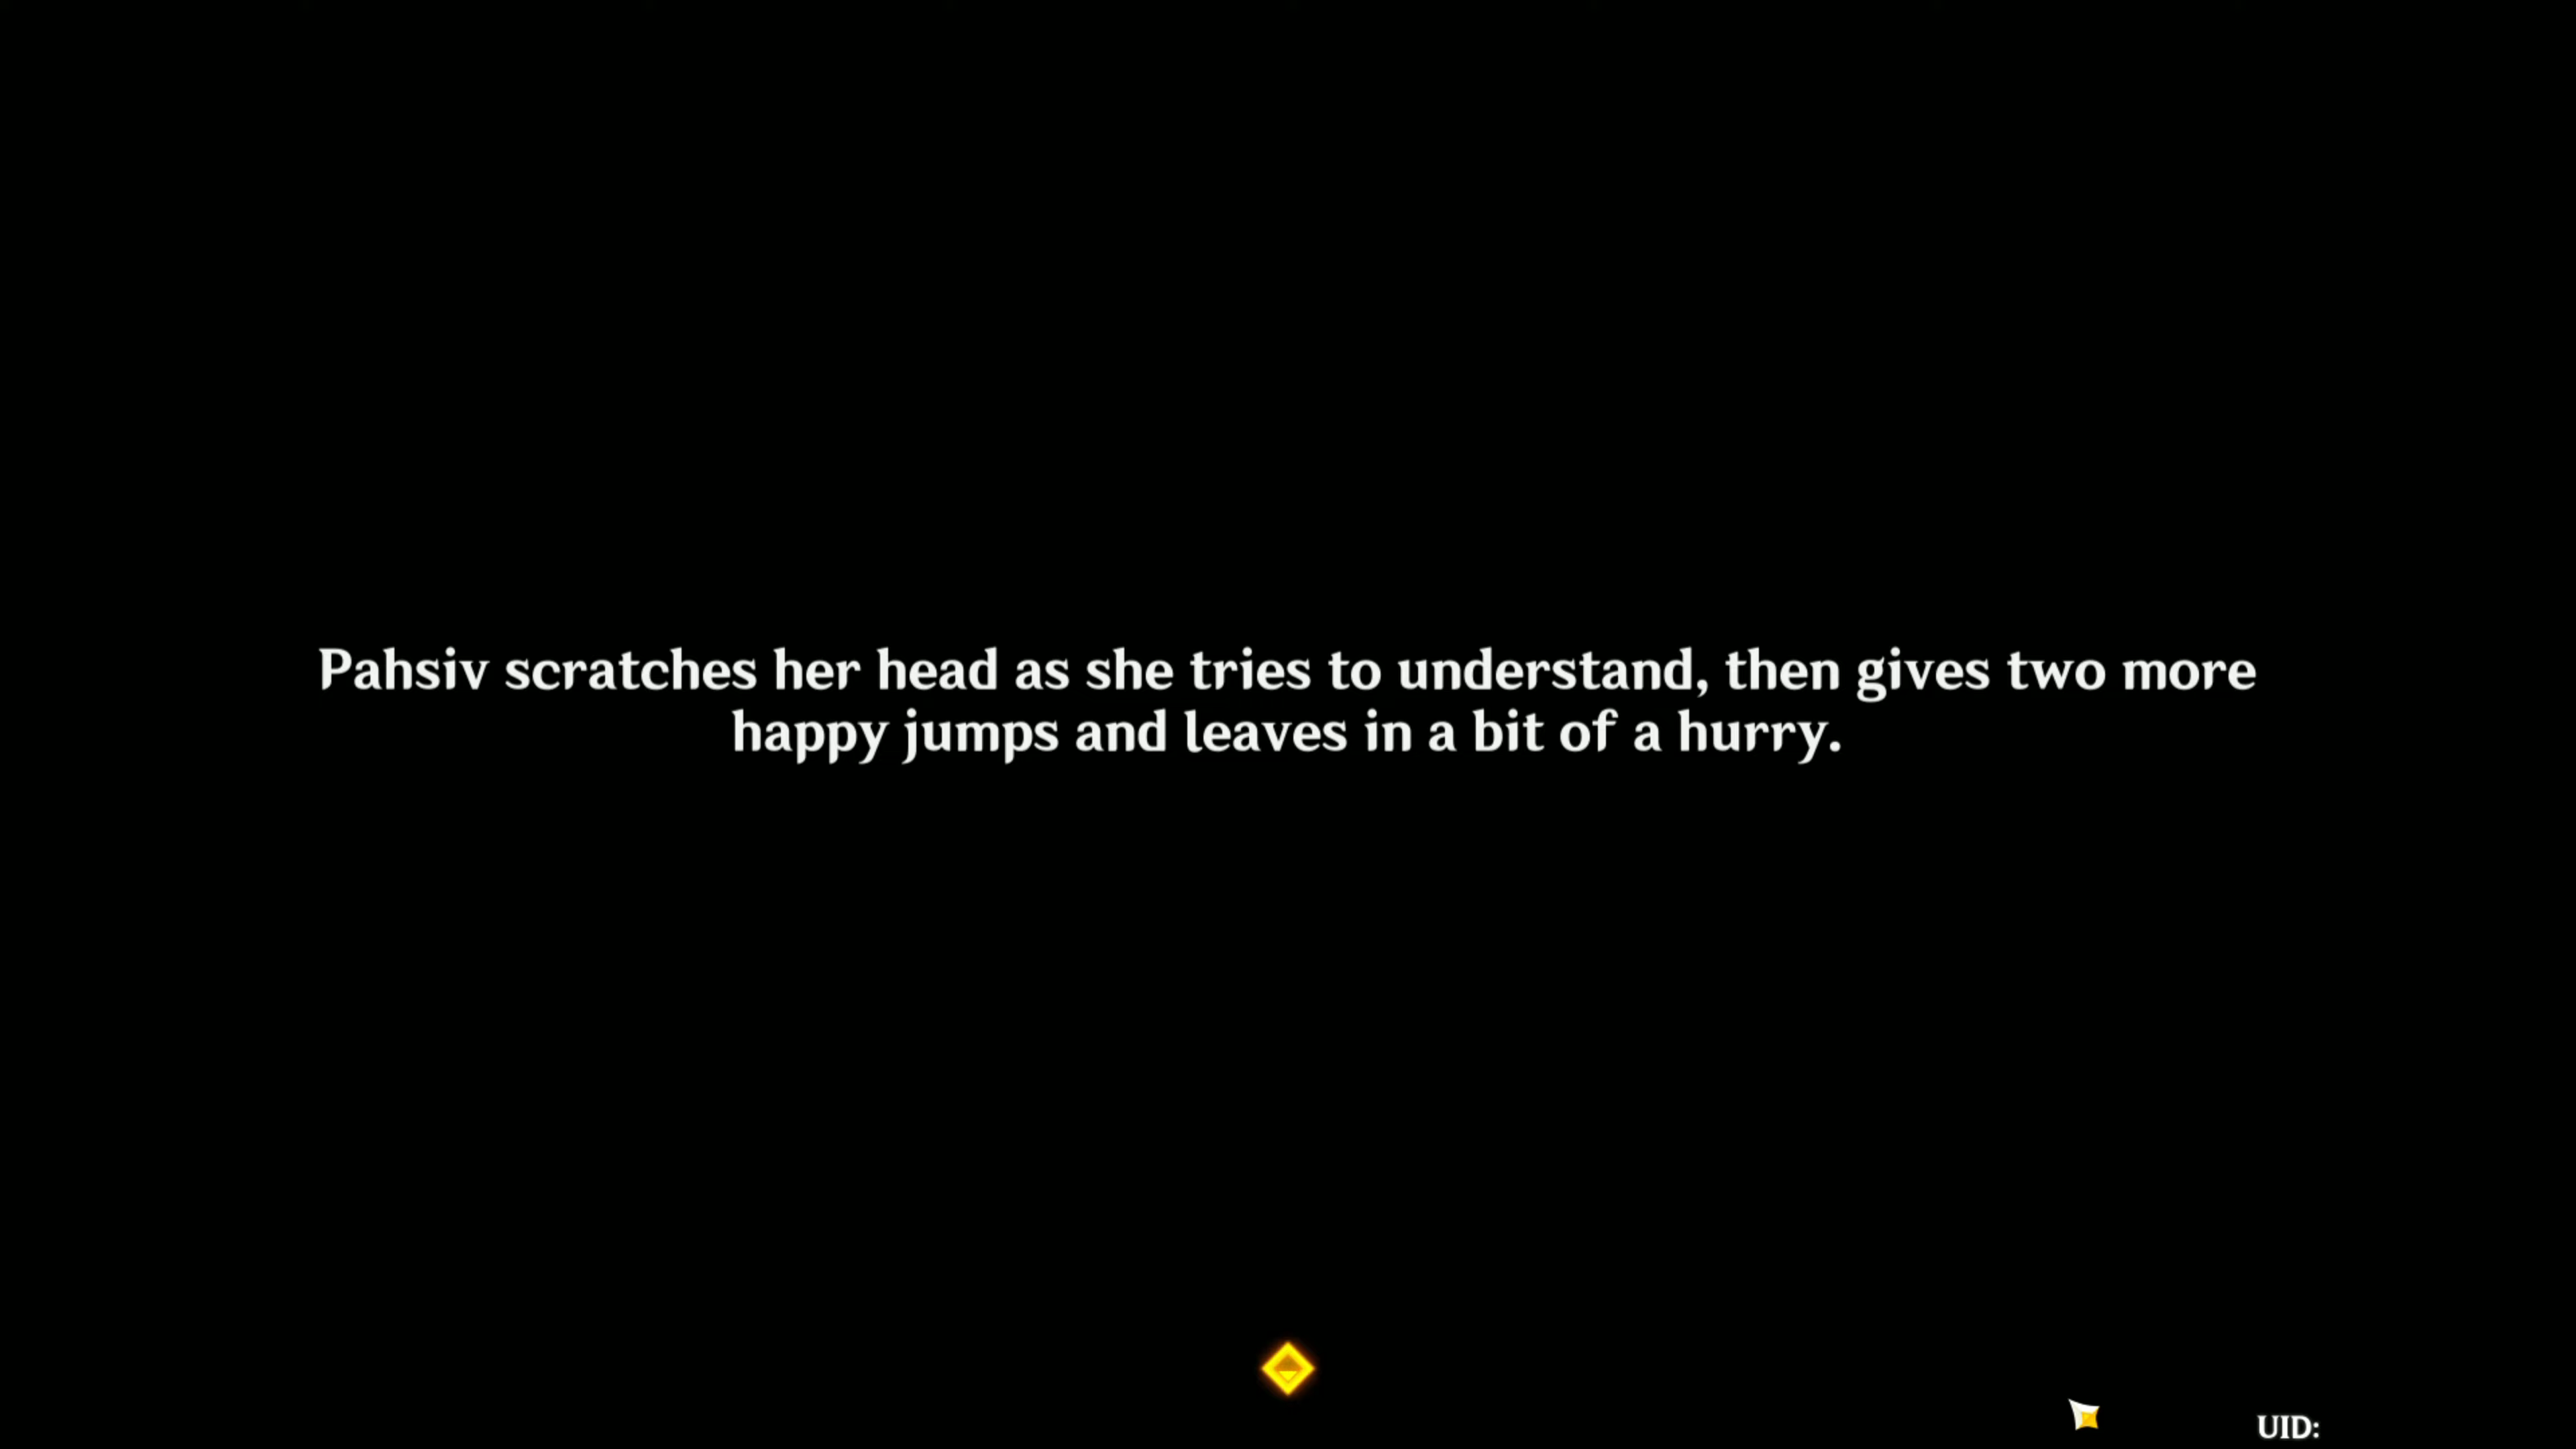 Pahsiv scratches her head as she tries to understand, then gives two more
happy jumps and leaves in a bit of a hurry.
UID: